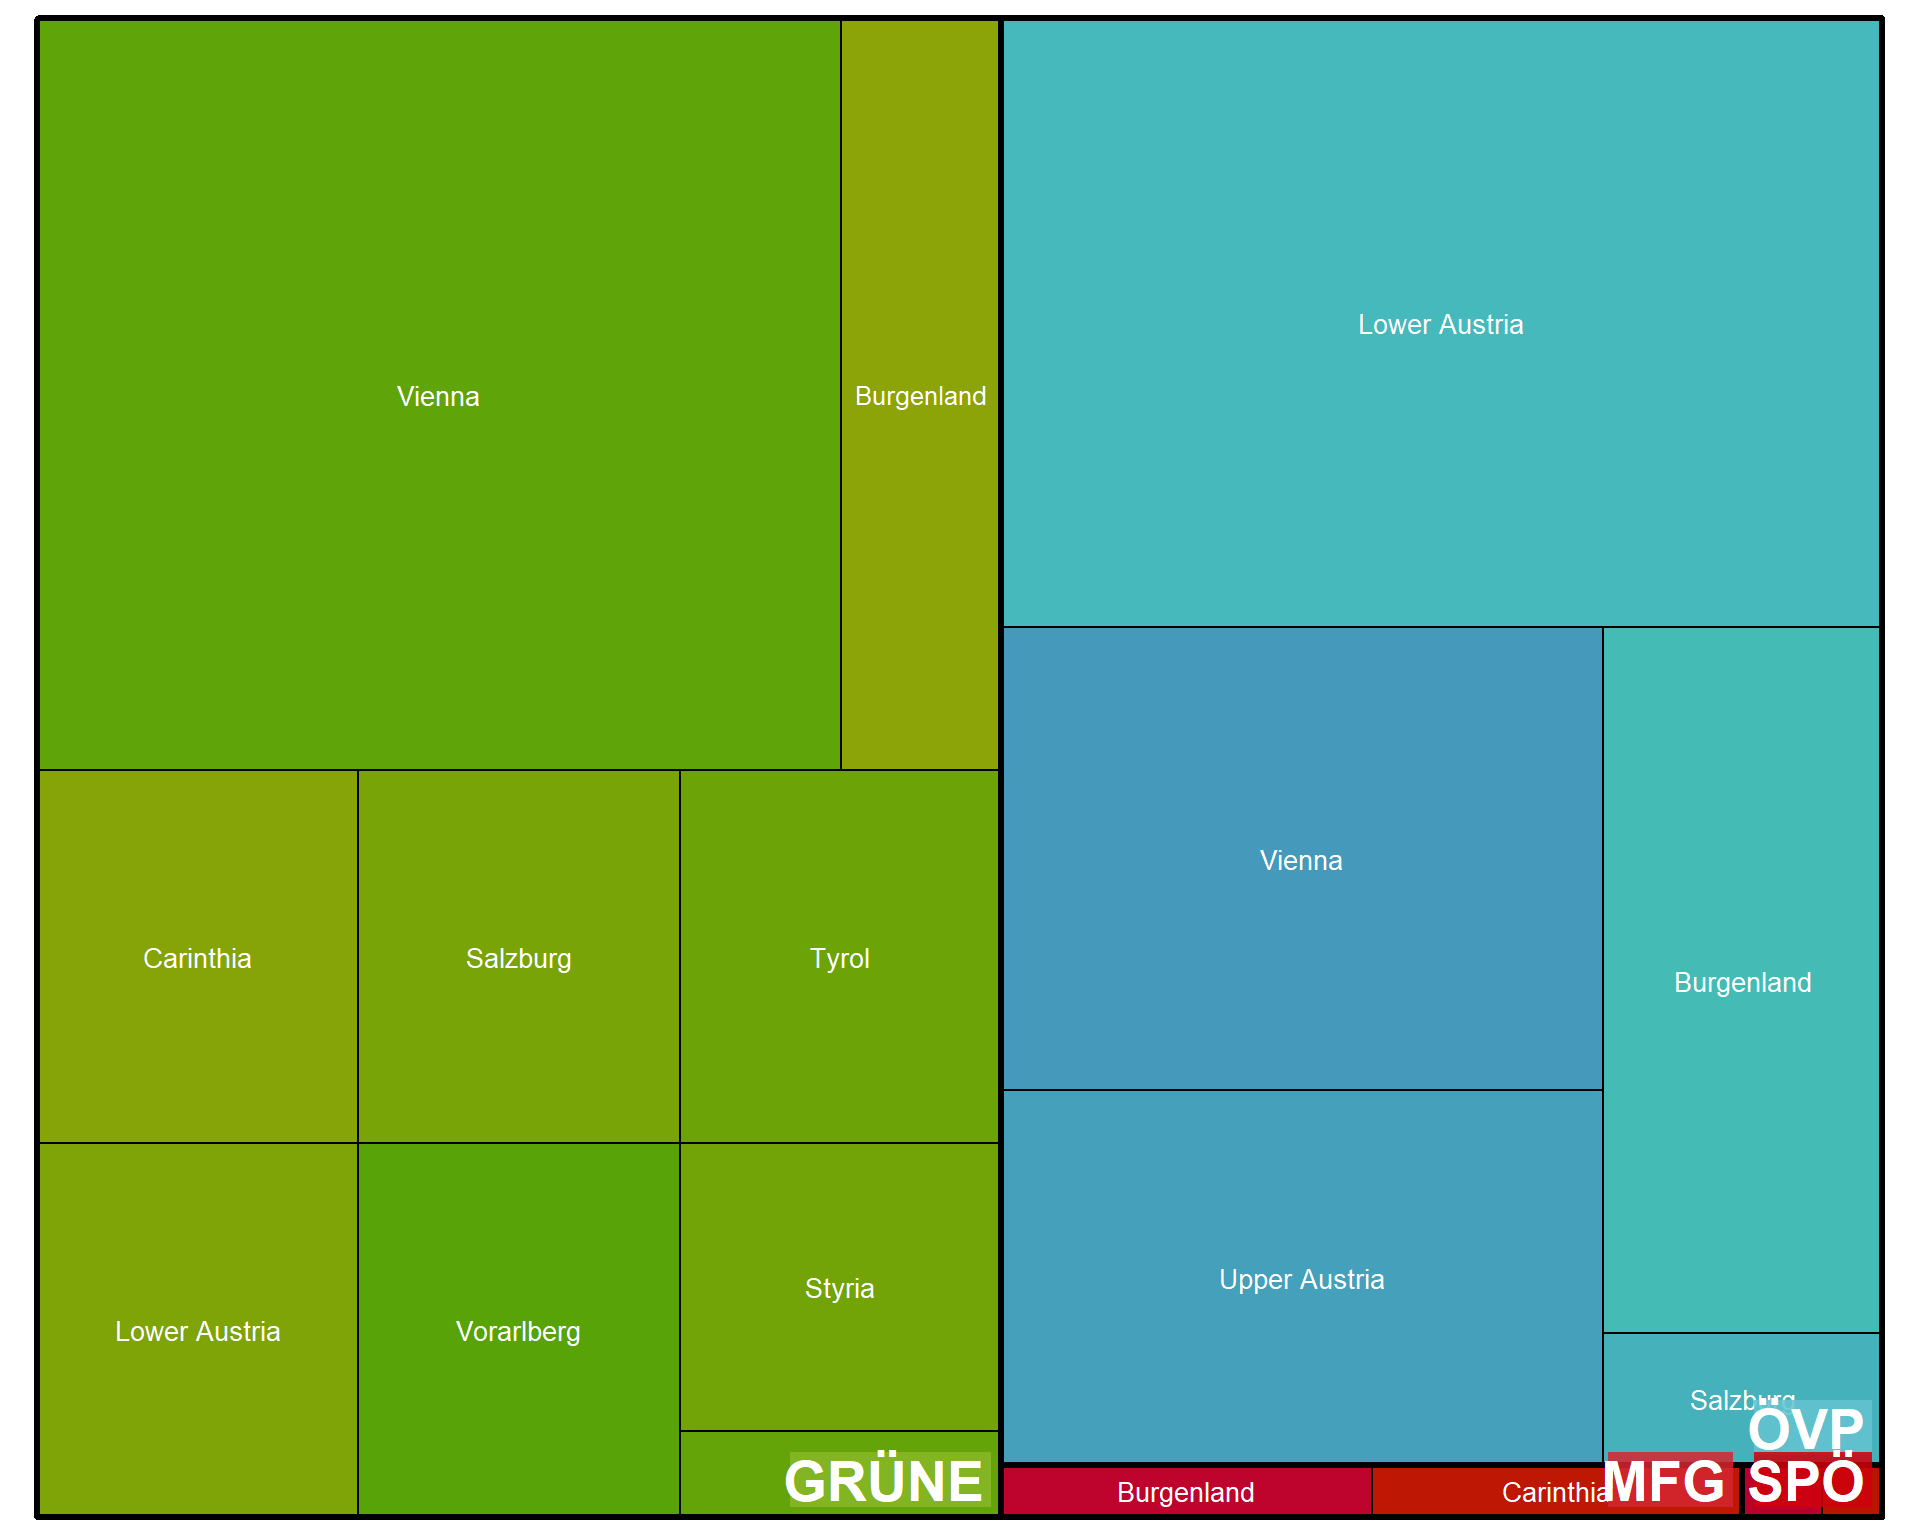 Vienna
Burgenland
Lower Austria
Vienna
Burgenland
Carinthia
Salzburg
Tyrol
Lower Austria
Vorarlberg
Styria
Upper Austria
Salzburg
ÖVP
GRÜNE
Burgenland
Carinthia
MFG
SPÖ